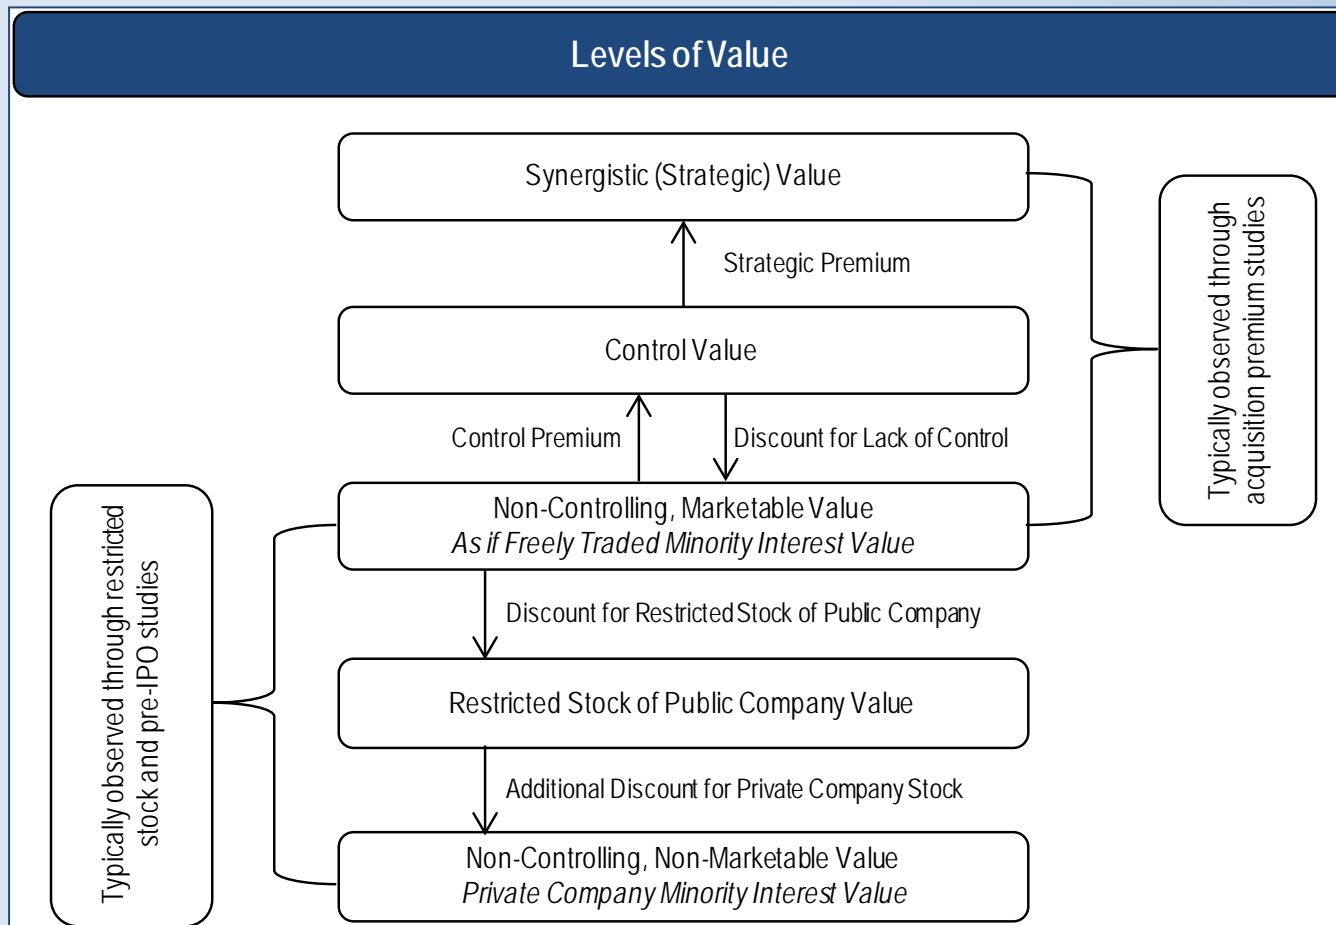 Levels of Value
Synergistic (Strategic) Value
Strategic Premium
Control Value
Control Premium
Discount for Lack of Control
Non-Controlling, Marketable Value
As if Freely Traded Minority Interest Value
Discount for Restricted Stock of Public Company
Restricted Stock of Public Company Value
Additional Discount for Private Company Stock
Non-Controlling, Non-Marketable Value
Private Company Minority Interest Value
Typically observed through restricted
stock and pre-IPO studies
Typically observed through
acquisition premium studies